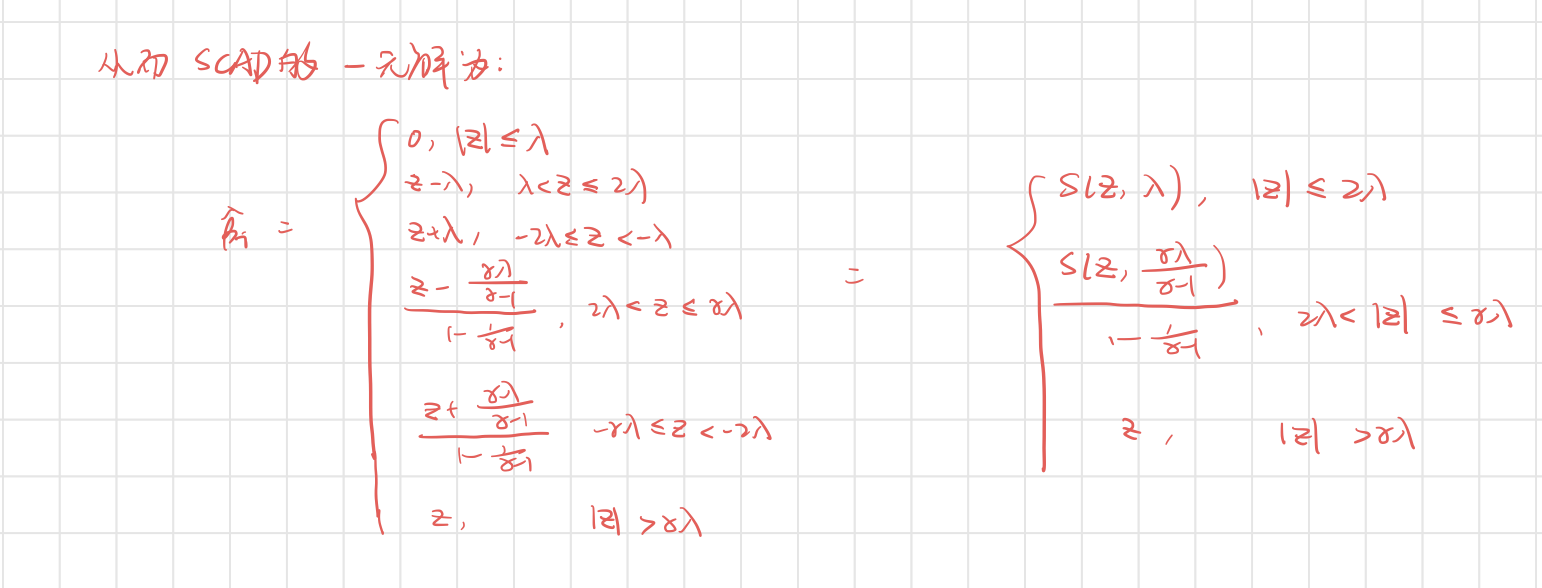 从而 SCAD的一元解为:
$\hat{\beta}_j = \begin{cases} 0, & |z| \le \lambda \\ z-\lambda, & \lambda < z \le 2\lambda \\ z+\lambda, & -2\lambda \le z < -\lambda \\ \frac{z - \frac{\gamma\lambda}{\gamma-1}}{1-\frac{1}{\gamma-1}}, & 2\lambda < z \le \gamma\lambda \\ \frac{z + \frac{\gamma\lambda}{\gamma-1}}{1-\frac{1}{\gamma-1}} & -\gamma\lambda \le z < -2\lambda \\ z, & |z| > \gamma\lambda \end{cases} = \begin{cases} S(z, \lambda), & |z| \le 2\lambda \\ \frac{S(z, \frac{\gamma\lambda}{\gamma-1})}{1-\frac{1}{\gamma-1}}, & 2\lambda < |z| \le \gamma\lambda \\ z, & |z| > \gamma\lambda \end{cases}$